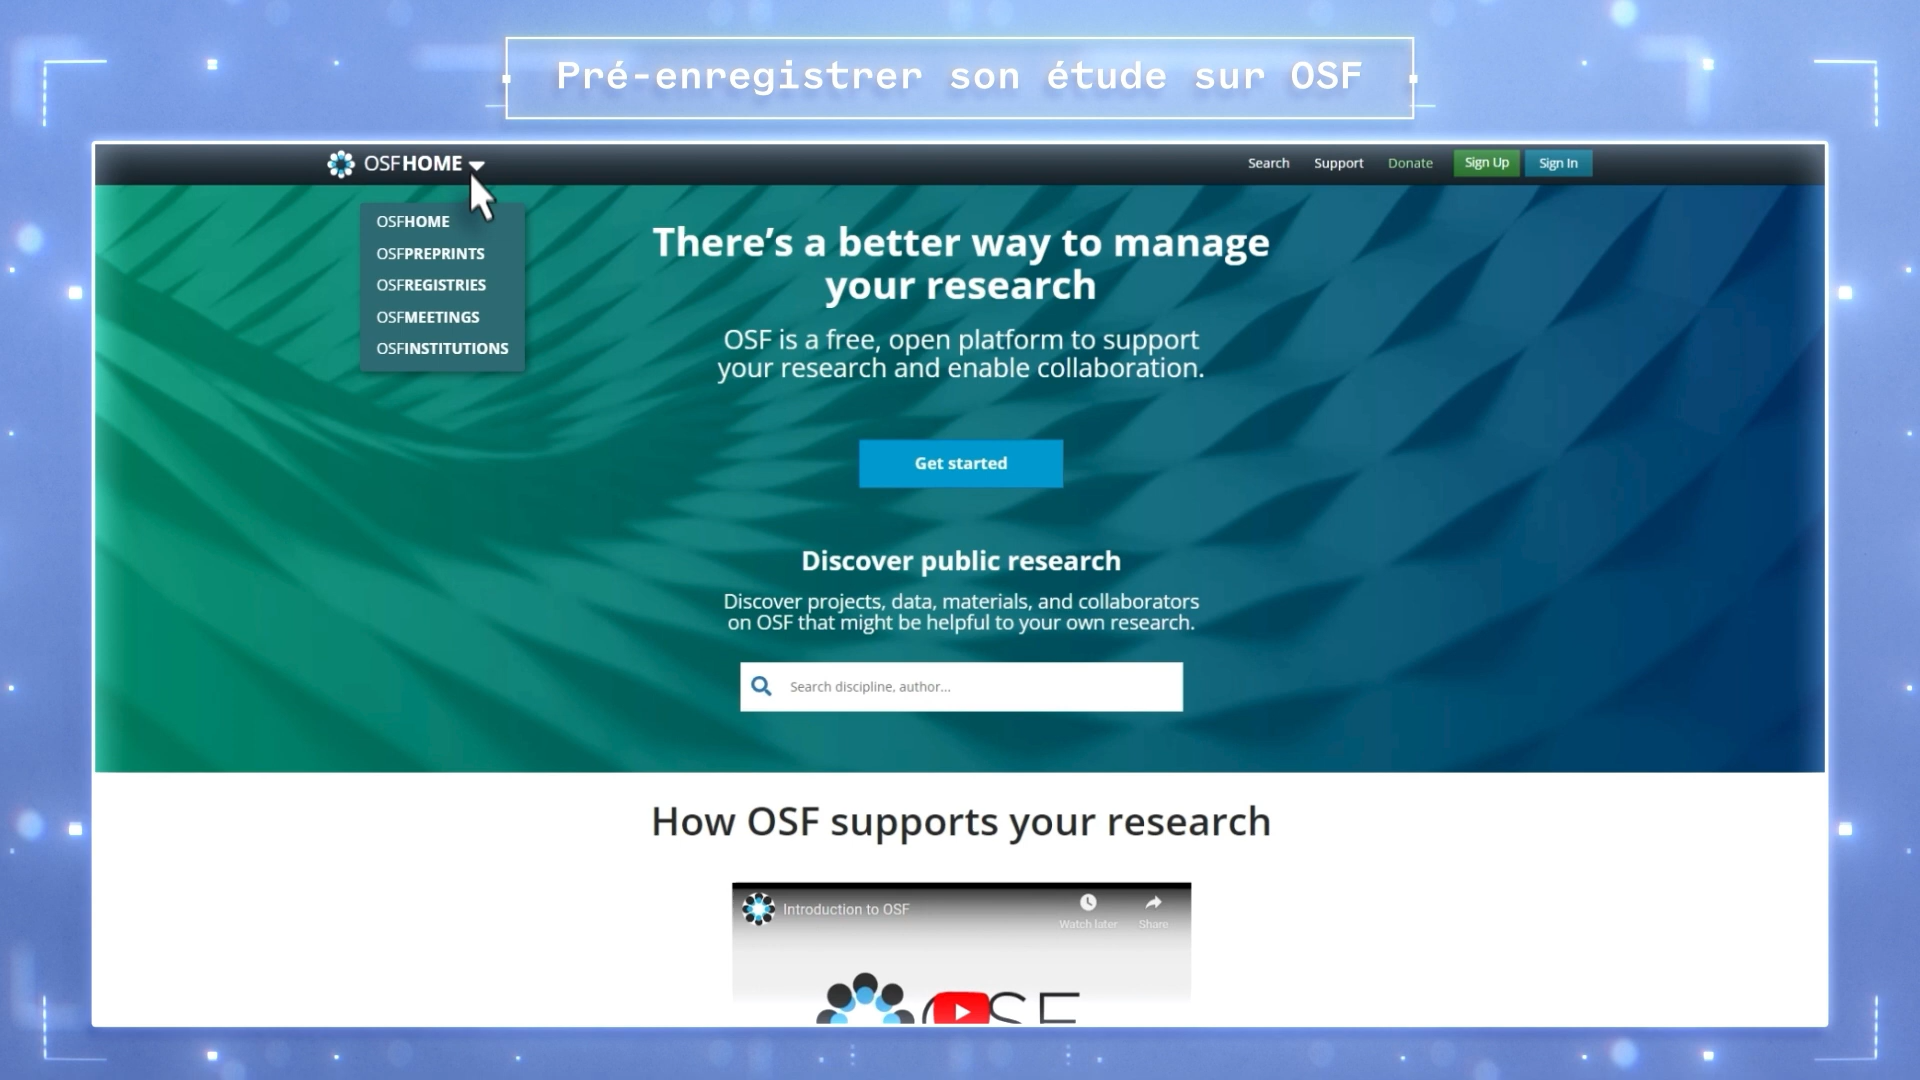 Pré-enregistrer son étude sur OSF
OSFHOME
Search
Support
Donate
Sign Up
Sign In
OSFHOME
OSFPREPRINTS
OSFREGISTRIES
OSFMEETINGS
OSFINSTITUTIONS
There's a better way to manage
your research
OSF is a free, open platform to support
your research and enable collaboration.
Get started
Discover public research
Discover projects, data, materials, and collaborators
on OSF that might be helpful to your own research.
Search discipline, author...
How OSF supports your research
Introduction to OSF
Watch later
Share
OSF